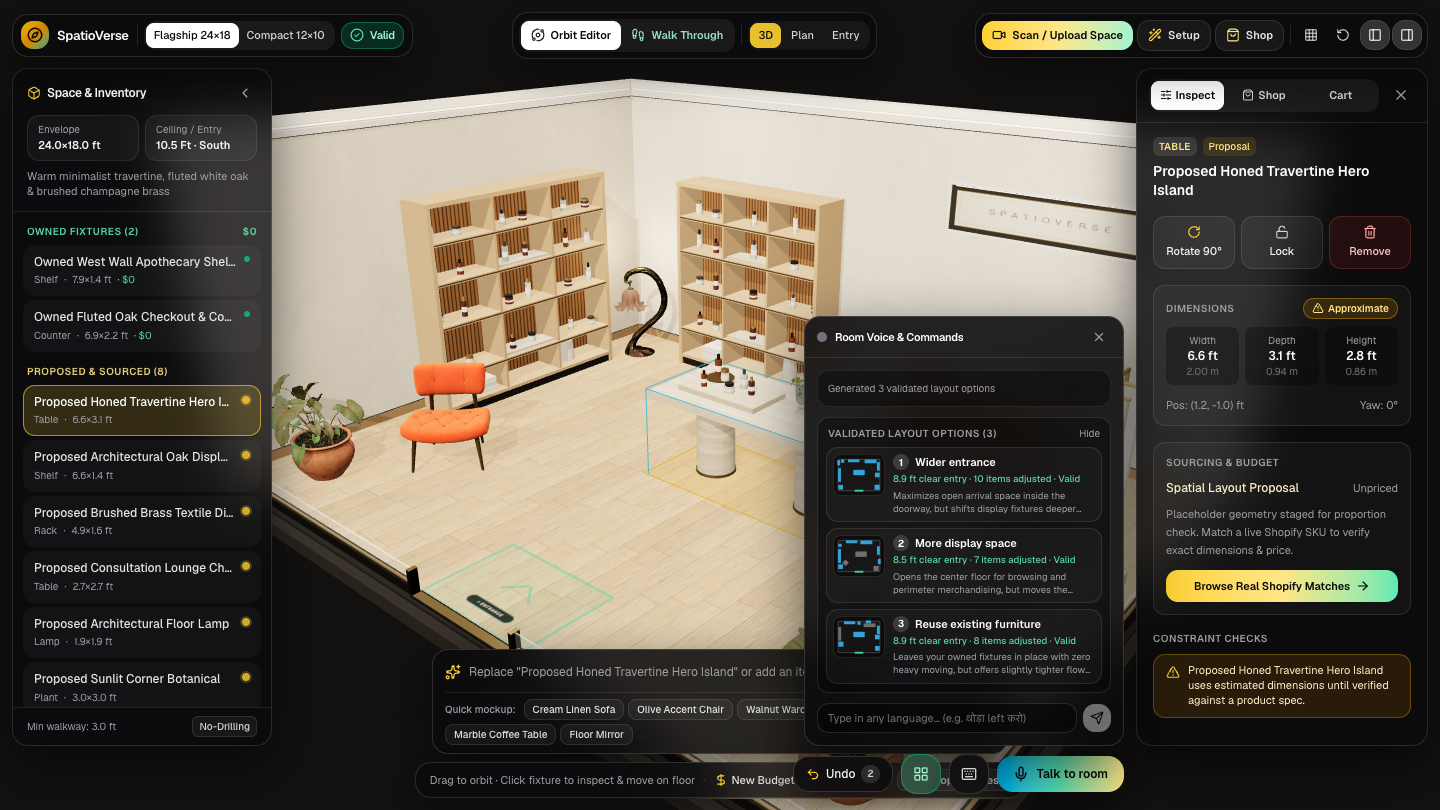 SpatioVerse
Flagship 24×18
Compact 12×10
Valid
Orbit Editor
Walk Through
3D
Plan
Entry
Scan / Upload Space
Setup
Shop
Space & Inventory
Envelope
24.0×18.0 ft
Ceiling / Entry
10.5 Ft · South
Warm minimalist travertine, fluted white oak
& brushed champagne brass
OWNED FIXTURES (2)
$0
Owned West Wall Apothecary Shel...
Shelf · 7.9×1.4 ft · $0
Owned Fluted Oak Checkout & Co...
Counter · 6.9×2.2 ft · $0
PROPOSED & SOURCED (8)
Proposed Honed Travertine Hero I...
Table · 6.6×3.1 ft
Proposed Architectural Oak Displ...
Shelf · 6.6×1.4 ft
Proposed Brushed Brass Textile Di...
Rack · 4.9×1.6 ft
Proposed Consultation Lounge Ch...
Table · 2.7×2.7 ft
Proposed Architectural Floor Lamp
Lamp · 1.9×1.9 ft
Proposed Sunlit Corner Botanical
Plant · 3.0×3.0 ft
Min walkway: 3.0 ft
No-Drilling
SPATIOVERSE
ENTRANCE
Replace "Proposed Honed Travertine Hero Island" or add an ite
Quick mockup:
Cream Linen Sofa
Olive Accent Chair
Walnut Ward
Marble Coffee Table
Floor Mirror
Drag to orbit · Click fixture to inspect & move on floor
·
$ New Budget
Room Voice & Commands
Generated 3 validated layout options
VALIDATED LAYOUT OPTIONS (3)
Hide
1 Wider entrance
8.9 ft clear entry · 10 items adjusted · Valid
Maximizes open arrival space inside the
doorway, but shifts display fixtures deeper...
2 More display space
8.5 ft clear entry · 7 items adjusted · Valid
Opens the center floor for browsing and
perimeter merchandising, but moves the...
3 Reuse existing furniture
8.9 ft clear entry · 8 items adjusted · Valid
Leaves your owned fixtures in place with zero
heavy moving, but offers slightly tighter flow...
Type in any language... (e.g. थोड़ा left करो)
Undo 2
Talk to room
Inspect
Shop
Cart
TABLE
Proposal
Proposed Honed Travertine Hero
Island
Rotate 90°
Lock
Remove
DIMENSIONS
Approximate
Width
6.6 ft
2.00 m
Depth
3.1 ft
0.94 m
Height
2.8 ft
0.86 m
Pos: (1.2, -1.0) ft
Yaw: 0°
SOURCING & BUDGET
Spatial Layout Proposal
Unpriced
Placeholder geometry staged for proportion
check. Match a live Shopify SKU to verify
exact dimensions & price.
Browse Real Shopify Matches
CONSTRAINT CHECKS
Proposed Honed Travertine Hero Island
uses estimated dimensions until verified
against a product spec.